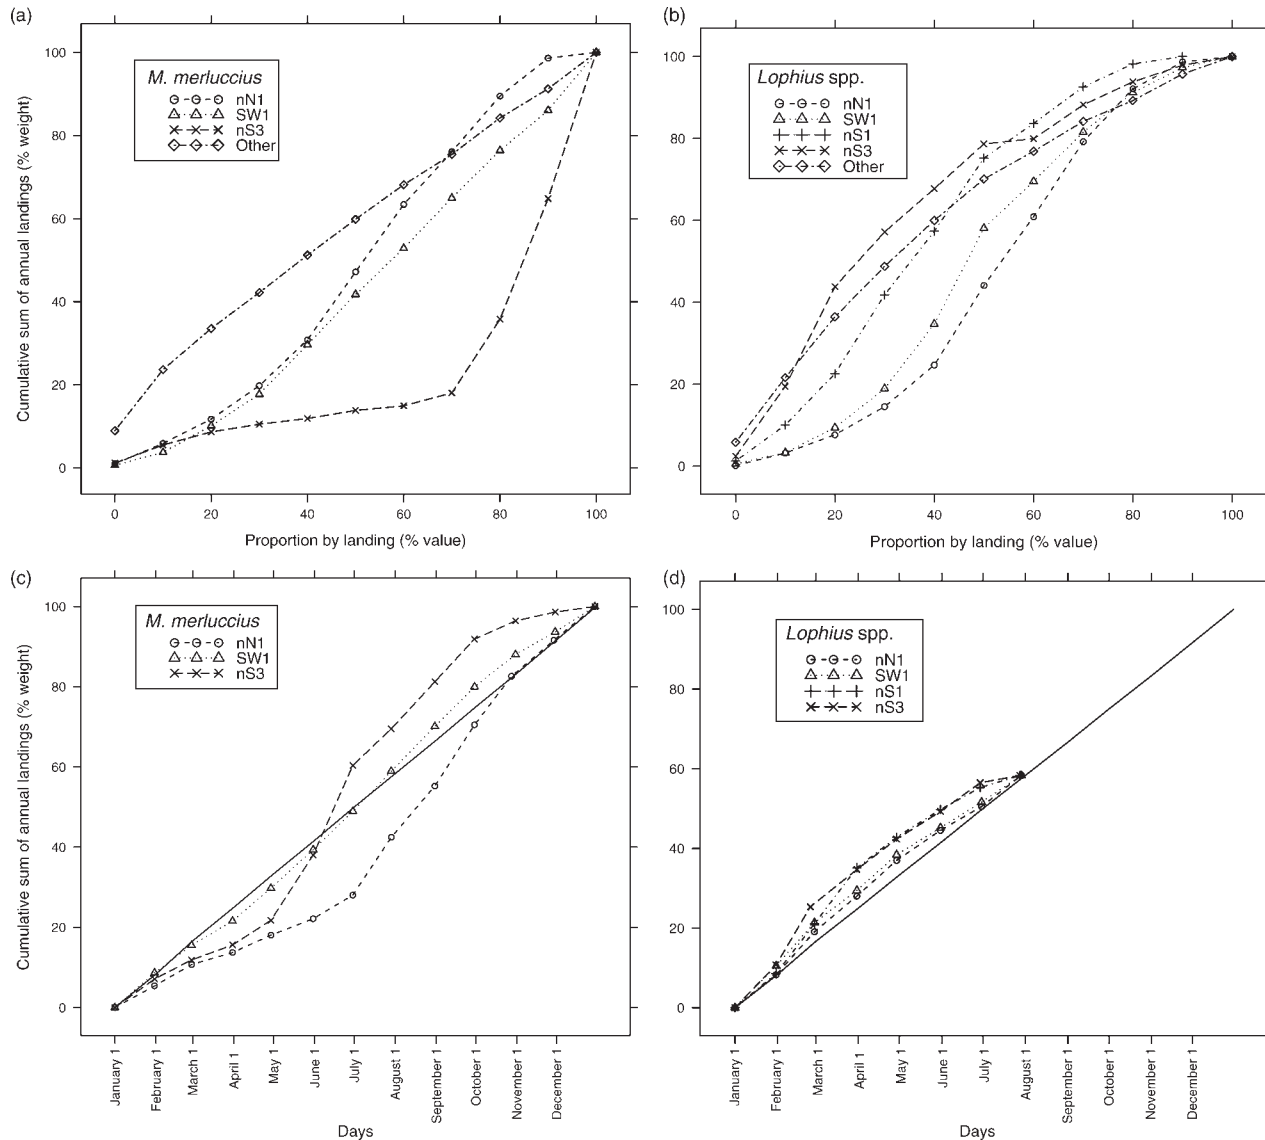 (a)
Cumulative sum of annual landings (% weight)
100
80
60
40
20
0
M. merluccius
nN1
SW1
nS3
Other
0 20 40 60 80 100
Proportion by landing (% value)
(b)
100
80
60
40
20
0
Lophius spp.
nN1
SW1
nS1
nS3
Other
0 20 40 60 80 100
Proportion by landing (% value)
(c)
Cumulative sum of annual landings (% weight)
100
80
60
40
20
0
M. merluccius
nN1
SW1
nS3
January 1
February 1
March 1
April 1
May 1
June 1
July 1
August 1
September 1
October 1
November 1
December 1
Days
(d)
100
80
60
40
20
0
Lophius spp.
nN1
SW1
nS1
nS3
January 1
February 1
March 1
April 1
May 1
June 1
July 1
August 1
September 1
October 1
November 1
December 1
Days